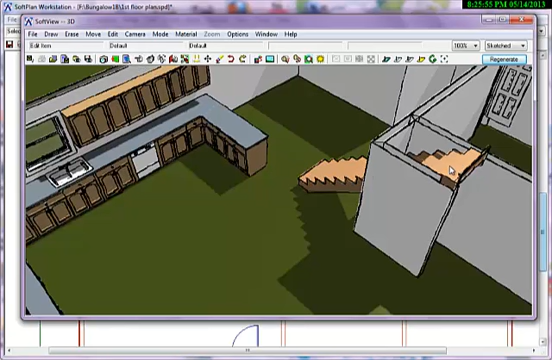 8:25:55 PM 05/14/2013
SoftPlan Workstation - [F:\Bungalow18\1st floor plan.spd]*
SoftView -- 3D
File Draw Erase Move Edit Camera Mode Material Zoom Options Window Help
Edit Item Default Default 100% Sketched
Regenerate